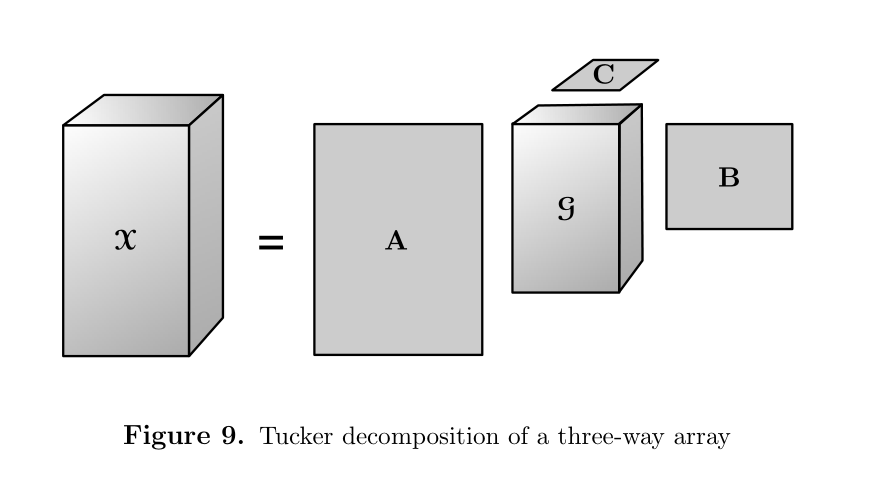 C
𝒳
=
A
𝒢
B
Figure 9. Tucker decomposition of a three-way array